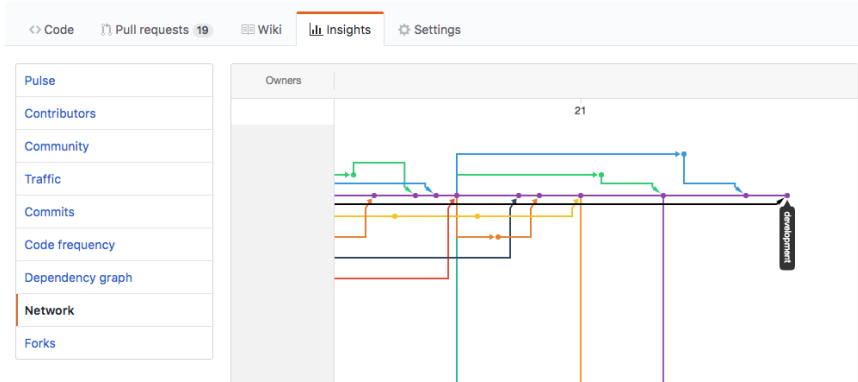 Code Pull requests 19 Wiki Insights Settings
Pulse
Contributors
Community
Traffic
Commits
Code frequency
Dependency graph
Network
Forks
Owners
21
development